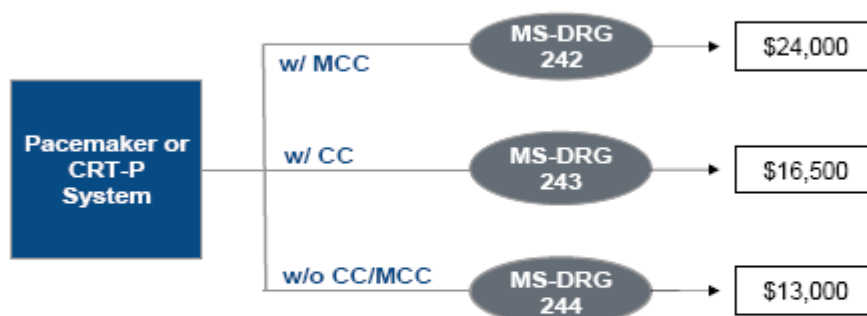 w/ MCC
MS-DRG
242
$24,000
Pacemaker or
CRT-P
System
w/ CC
MS-DRG
243
$16,500
w/o CC/MCC
MS-DRG
244
$13,000